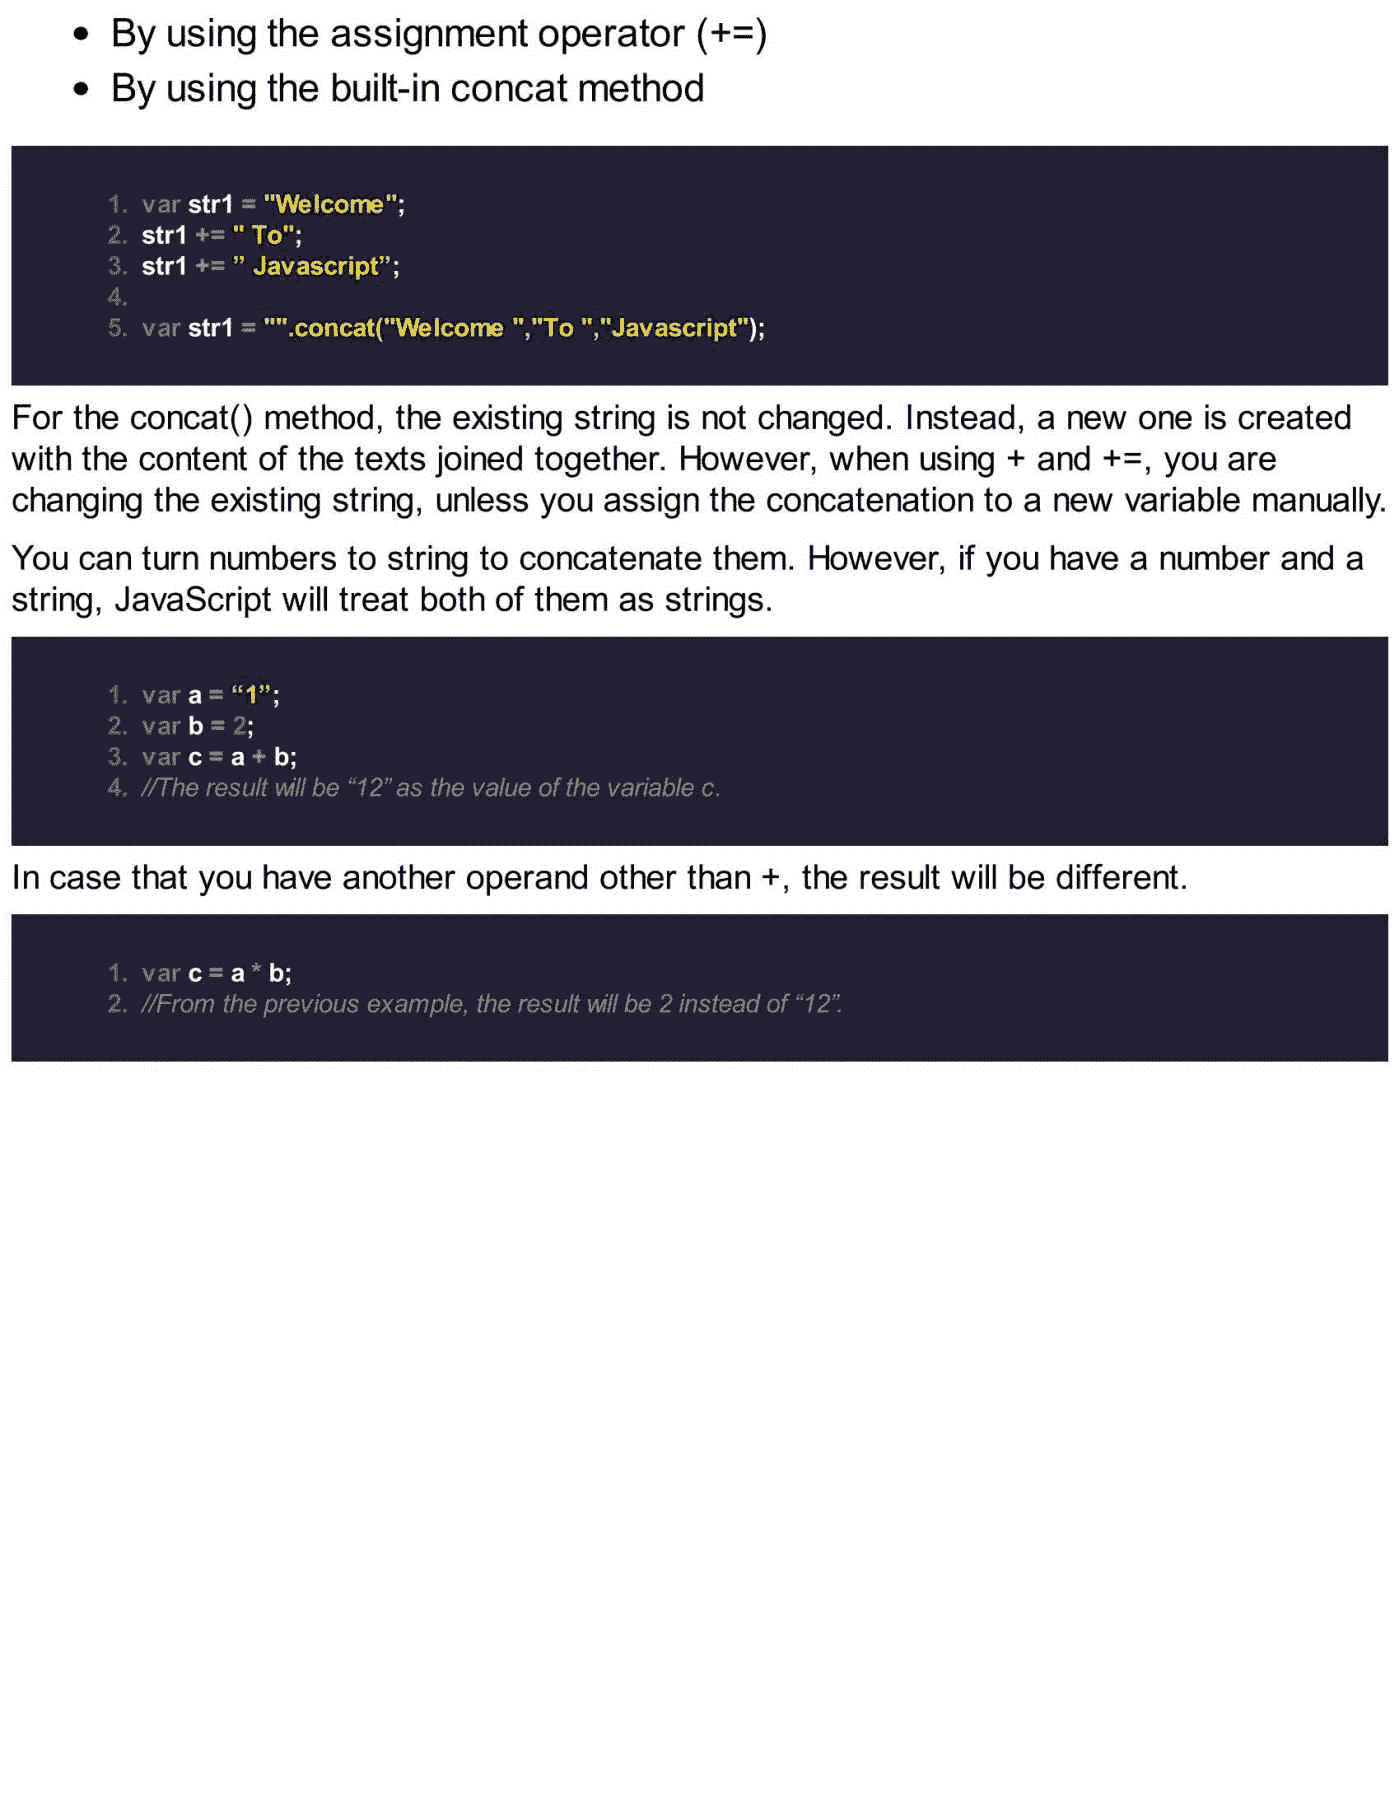 • By using the assignment operator (+=)
• By using the built-in concat method
1. var str1 = "Welcome";
2. str1 += " To";
3. str1 += ” Javascript”;
4.
5. var str1 = "".concat("Welcome ","To ","Javascript");
For the concat() method, the existing string is not changed. Instead, a new one is created
with the content of the texts joined together. However, when using + and +=, you are
changing the existing string, unless you assign the concatenation to a new variable manually.
You can turn numbers to string to concatenate them. However, if you have a number and a
string, JavaScript will treat both of them as strings.
1. var a = “1”;
2. var b = 2;
3. var c = a + b;
4. //The result will be “12” as the value of the variable c.
In case that you have another operand other than +, the result will be different.
1. var c = a * b;
2. //From the previous example, the result will be 2 instead of “12”.